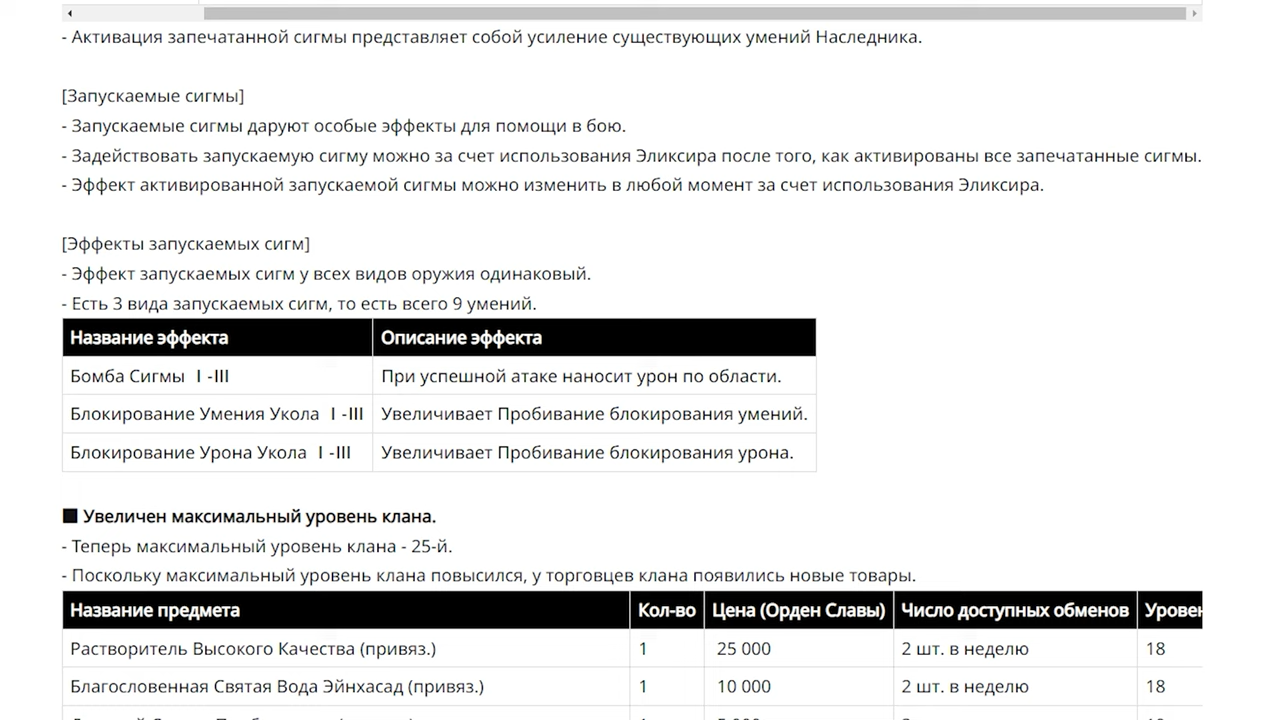 - Активация запечатанной сигмы представляет собой усиление существующих умений Наследника.
[Запускаемые сигмы]
- Запускаемые сигмы даруют особые эффекты для помощи в бою.
- Задействовать запускаемую сигму можно за счет использования Эликсира после того, как активированы все запечатанные сигмы.
- Эффект активированной запускаемой сигмы можно изменить в любой момент за счет использования Эликсира.
[Эффекты запускаемых сигм]
- Эффект запускаемых сигм у всех видов оружия одинаковый.
- Есть 3 вида запускаемых сигм, то есть всего 9 умений.
Название эффекта Описание эффекта
Бомба Сигмы Ⅰ-III При успешной атаке наносит урон по области.
Блокирование Умения Укола Ⅰ-III Увеличивает Пробивание блокирования умений.
Блокирование Урона Укола Ⅰ-III Увеличивает Пробивание блокирования урона.
■ Увеличен максимальный уровень клана.
- Теперь максимальный уровень клана - 25-й.
- Поскольку максимальный уровень клана повысился, у торговцев клана появились новые товары.
Название предмета Кол-во Цена (Орден Славы) Число доступных обменов
Растворитель Высокого Качества (привяз.) 1 25 000 2 шт. в неделю 18
Благословенная Святая Вода Эйнхасад (привяз.) 1 10 000 2 шт. в неделю 18